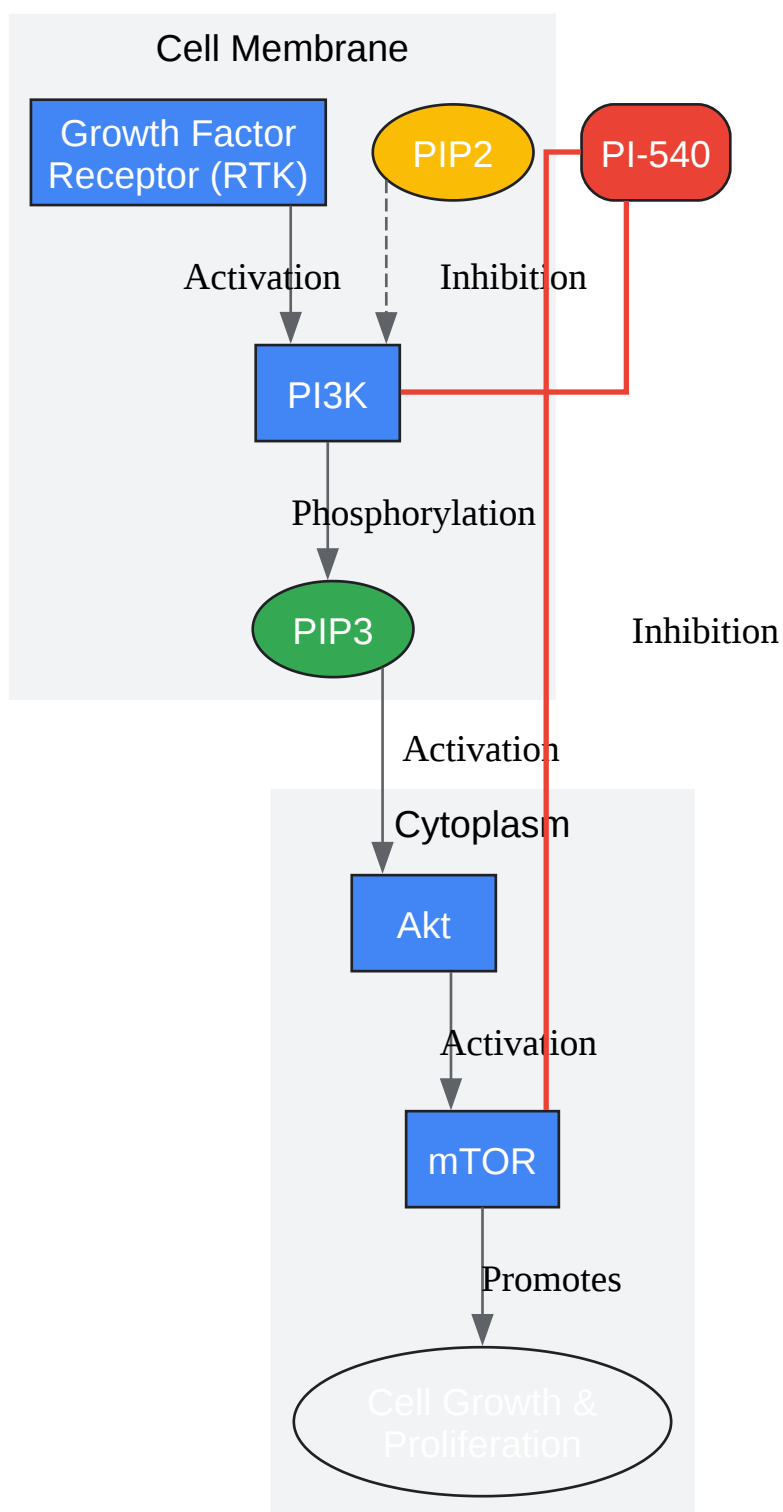 Cell Membrane
Growth Factor
Receptor (RTK)
PIP2
PI-540
Activation
Inhibition
PI3K
Phosphorylation
PIP3
Inhibition
Activation
Cytoplasm
Akt
Activation
mTOR
Promotes
Cell Growth &
Proliferation